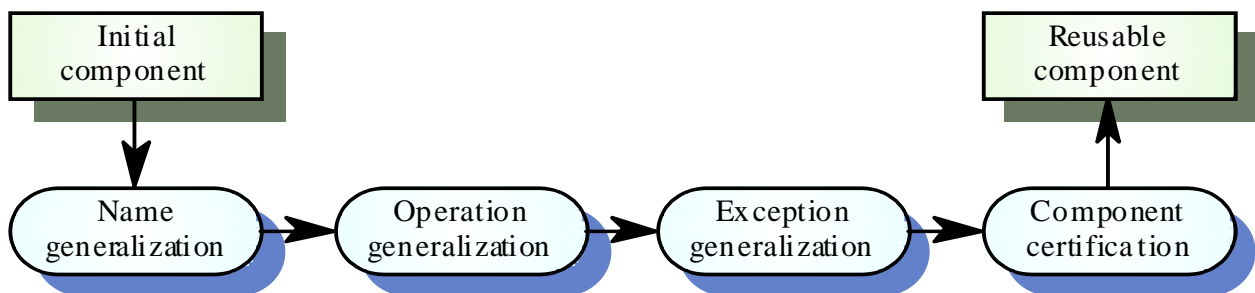 Initial
component
Reusable
component
Name
generalization
Operation
generalization
Exception
generalization
Component
certification